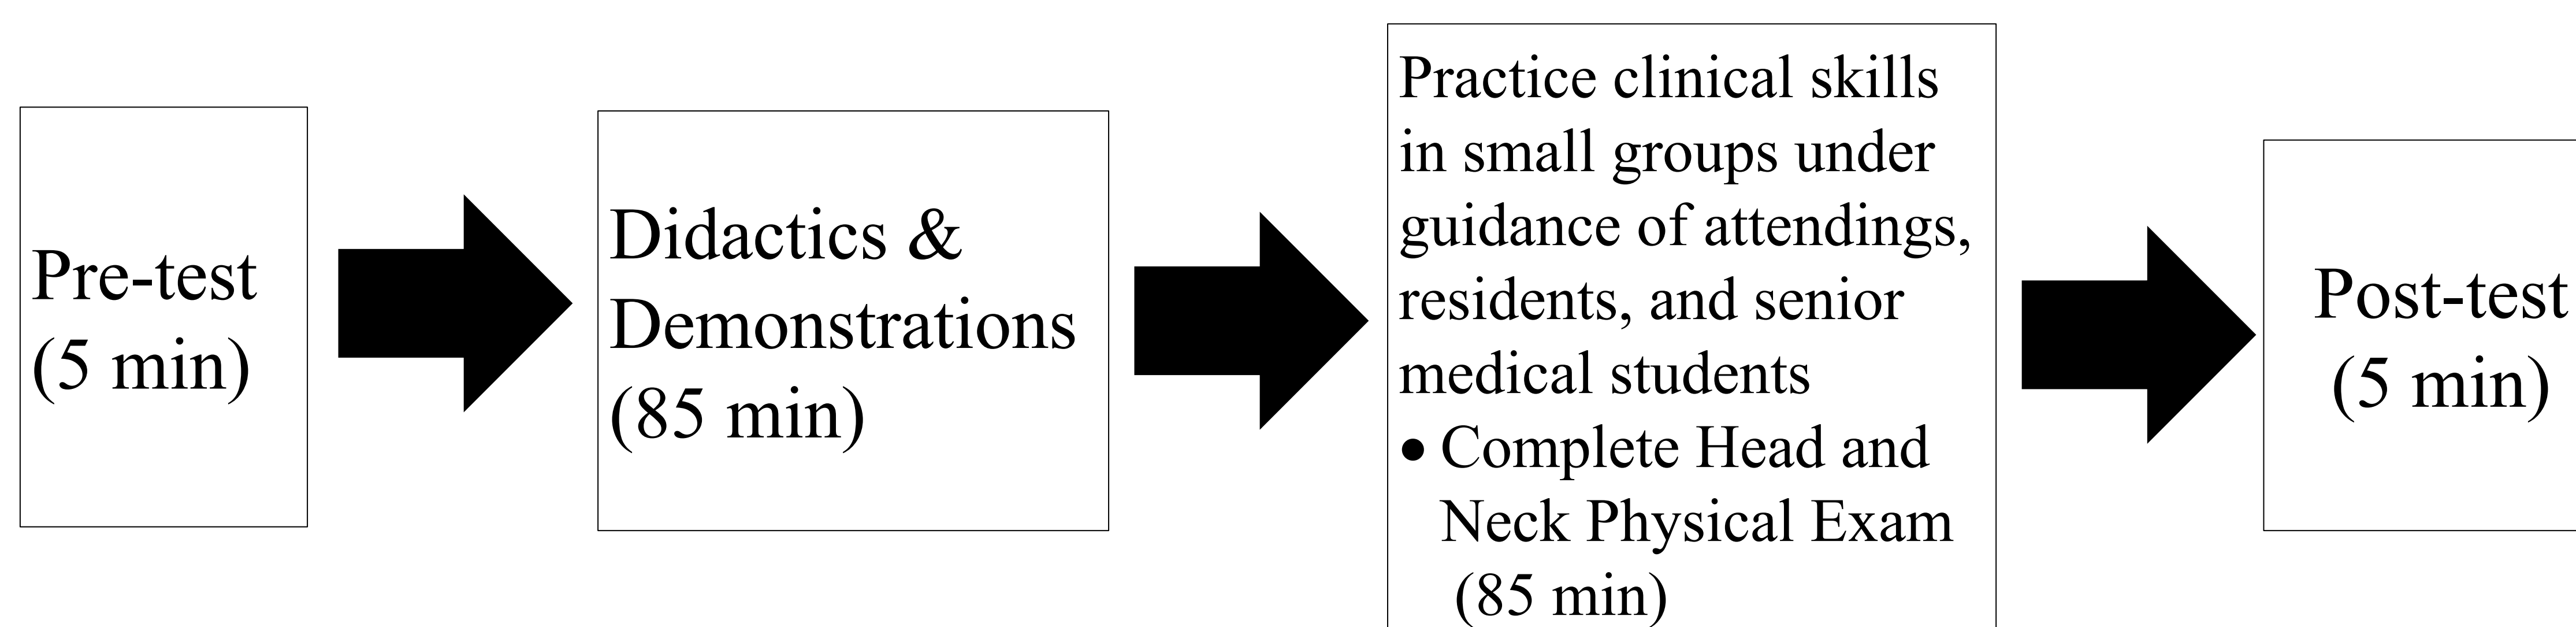 Pre-test
(5 min)
Didactics &
Demonstrations
(85 min)
Practice clinical skills
in small groups under
guidance of attendings,
residents, and senior
medical students
• Complete Head and
Neck Physical Exam
(85 min)
Post-test
(5 min)